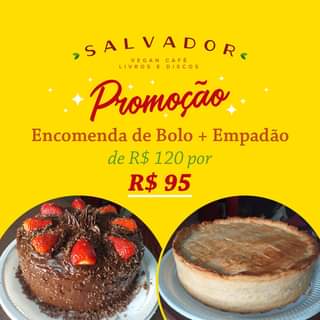 SALVADOR
VEGAN CAFÉ
LIVROS E DISCOS
Promoção
Encomenda de Bolo + Empadão
de R$ 120 por
R$ 95